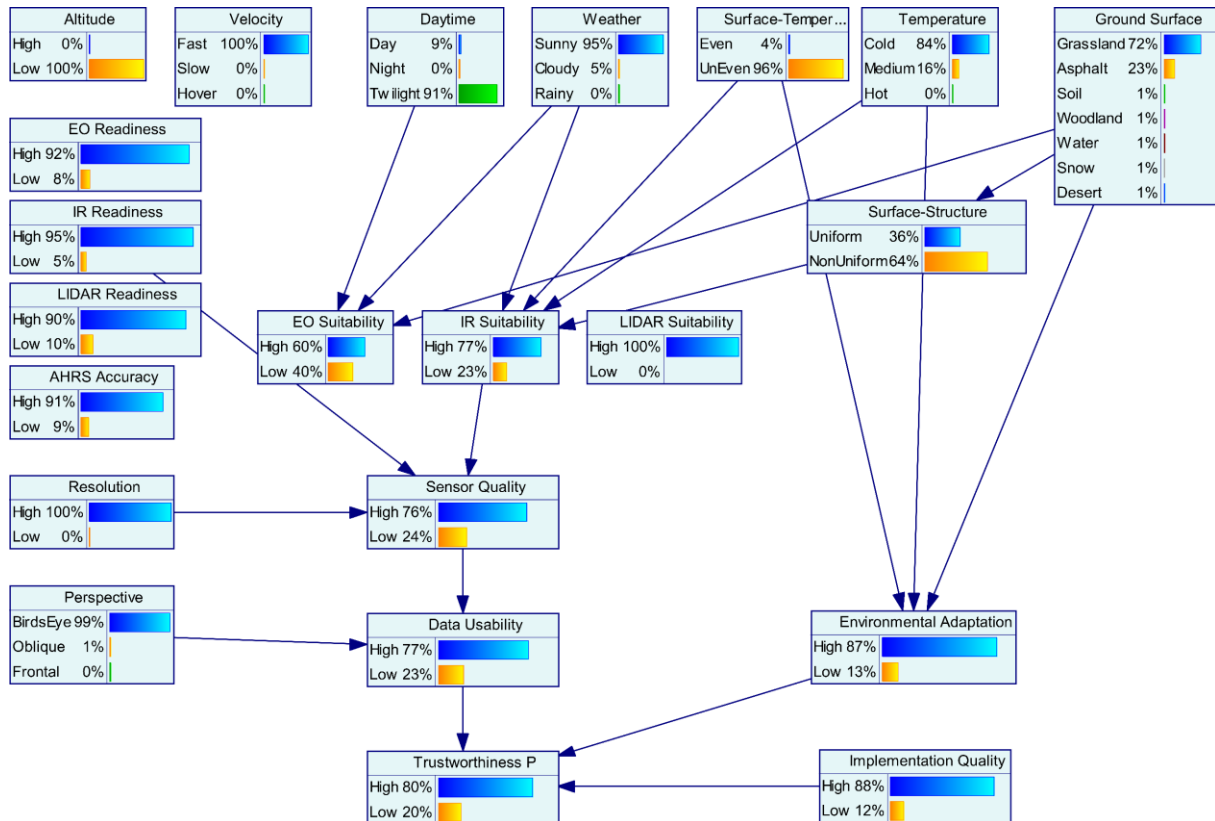 Altitude
High 0%
Low 100%
Velocity
Fast 100%
Slow 0%
Hover 0%
Daytime
Day 9%
Night 0%
Twilight 91%
Weather
Sunny 95%
Cloudy 5%
Rainy 0%
Surface-Temper ...
Even 4%
UnEven 96%
Temperature
Cold 84%
Medium 16%
Hot 0%
Ground Surface
Grassland 72%
Asphalt 23%
Soil 1%
Woodland 1%
Water 1%
Snow 1%
Desert 1%
EO Readiness
High 92%
Low 8%
IR Readiness
High 95%
Low 5%
Surface-Structure
Uniform 36%
NonUniform 64%
LIDAR Readiness
High 90%
Low 10%
EO Suitability
High 60%
Low 40%
IR Suitability
High 77%
Low 23%
LIDAR Suitability
High 100%
Low 0%
AHRS Accuracy
High 91%
Low 9%
Resolution
High 100%
Low 0%
Sensor Quality
High 76%
Low 24%
Perspective
BirdsEye 99%
Oblique 1%
Frontal 0%
Data Usability
High 77%
Low 23%
Environmental Adaptation
High 87%
Low 13%
Trustworthiness P
High 80%
Low 20%
Implementation Quality
High 88%
Low 12%